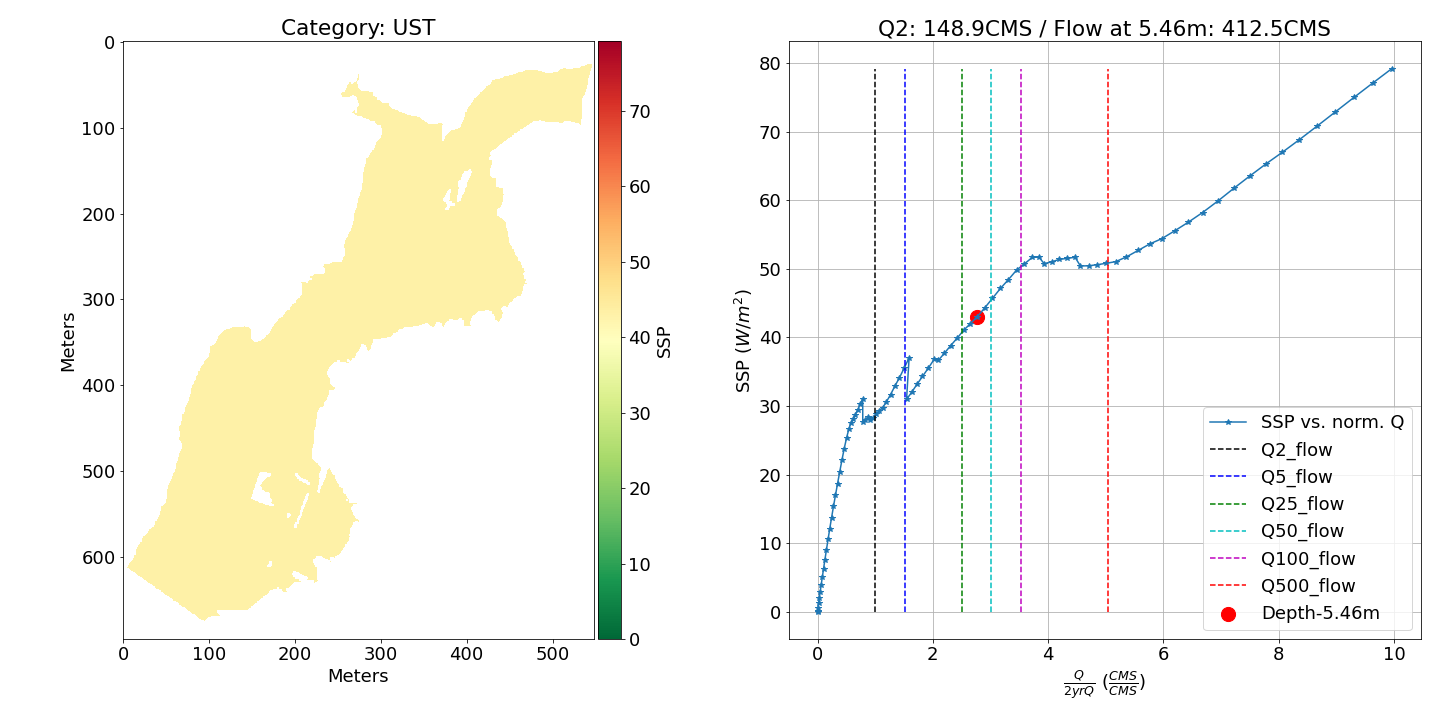 Category: UST
0
100
200
300
400
500
600
Meters
0
100
200
300
400
500
Meters
70
60
50
40
30
20
10
0
SSP
Q2: 148.9CMS / Flow at 5.46m: 412.5CMS
80
70
60
50
40
30
20
10
0
SSP (W/m²)
0
2
4
6
8
10
Q/2yrQ (CMS/CMS)
SSP vs. norm. Q
Q2_flow
Q5_flow
Q25_flow
Q50_flow
Q100_flow
Q500_flow
Depth-5.46m